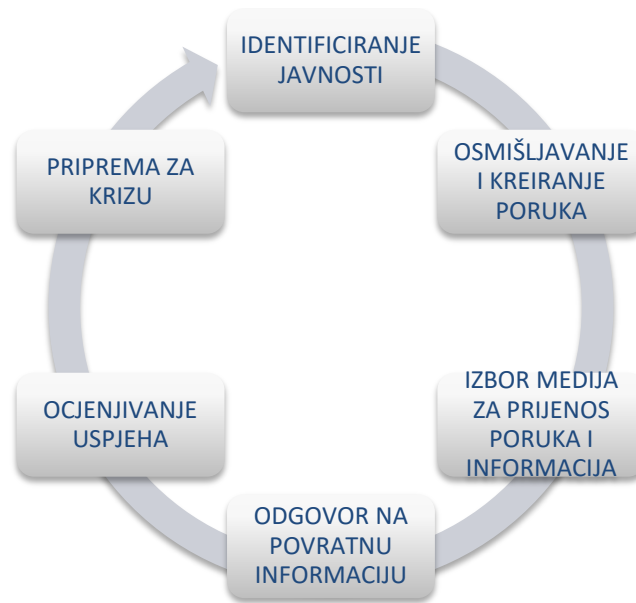 IDENTIFICIRANJE
JAVNOSTI
OSMIŠLJAVANJE
I KREIRANJE
PORUKA
IZBOR MEDIJA
ZA PRIJENOS
PORUKA I
INFORMACIJA
ODGOVOR NA
POVRATNU
INFORMACIJU
OCJENJIVANJE
USPJEHA
PRIPREMA ZA
KRIZU